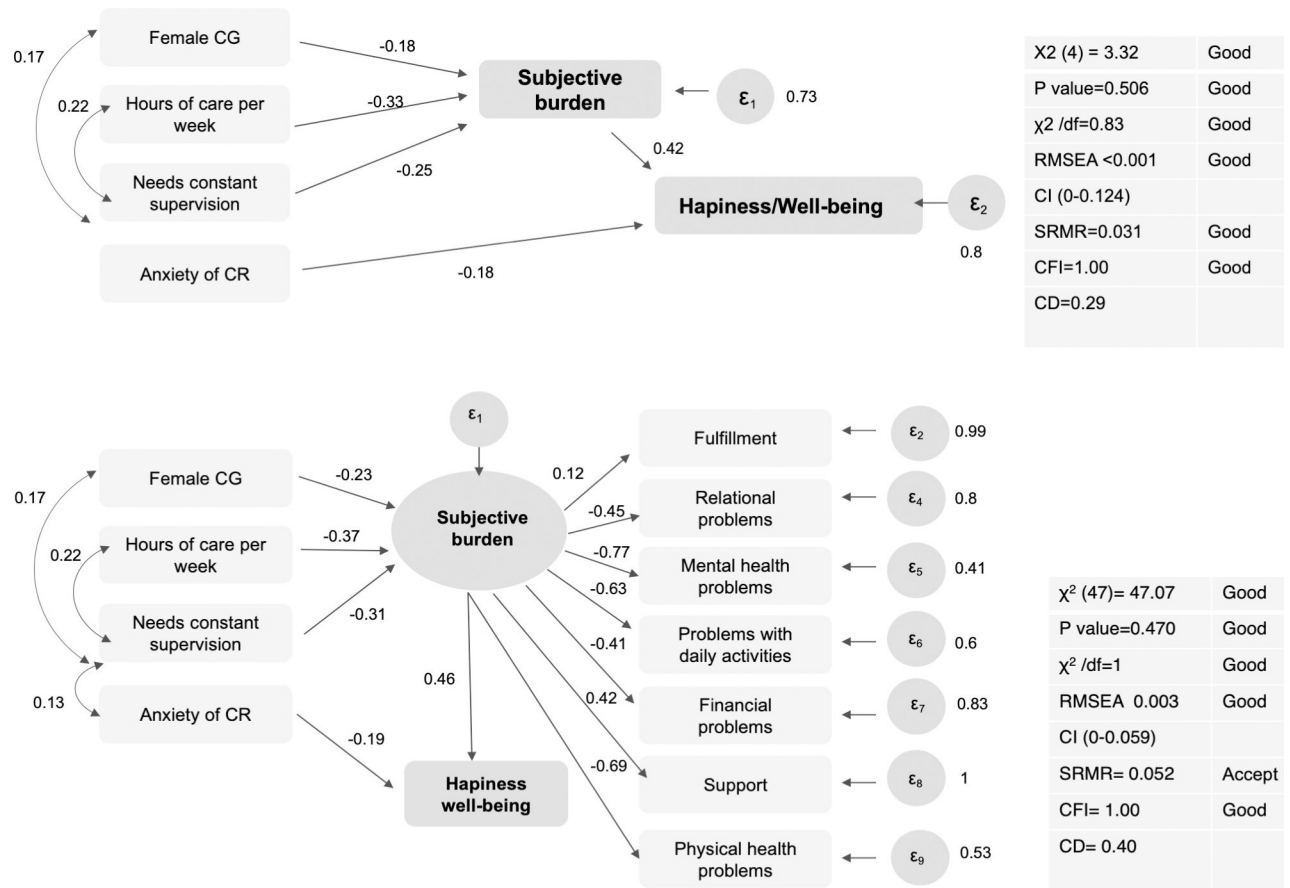 Female CG
Hours of care per
week
Needs constant
supervision
Anxiety of CR
0.17
0.22
-0.18
-0.33
-0.25
-0.18
Subjective
burden
ε1
0.73
0.42
Hapiness/Well-being
ε2
0.8
X2 (4) = 3.32 Good
P value=0.506 Good
χ2 /df=0.83 Good
RMSEA <0.001 Good
CI (0-0.124)
SRMR=0.031 Good
CFI=1.00 Good
CD=0.29
Female CG
Hours of care per
week
Needs constant
supervision
Anxiety of CR
0.17
0.22
0.13
-0.23
-0.37
-0.31
-0.19
ε1
Subjective
burden
0.46
Hapiness
well-being
0.12
-0.45
-0.77
-0.63
-0.41
0.42
-0.69
Fulfillment
Relational
problems
Mental health
problems
Problems with
daily activities
Financial
problems
Support
Physical health
problems
ε2 0.99
ε4 0.8
ε5 0.41
ε6 0.6
ε7 0.83
ε8 1
ε9 0.53
χ² (47)= 47.07 Good
P value=0.470 Good
χ² /df=1 Good
RMSEA 0.003 Good
CI (0-0.059)
SRMR= 0.052 Accept
CFI= 1.00 Good
CD= 0.40